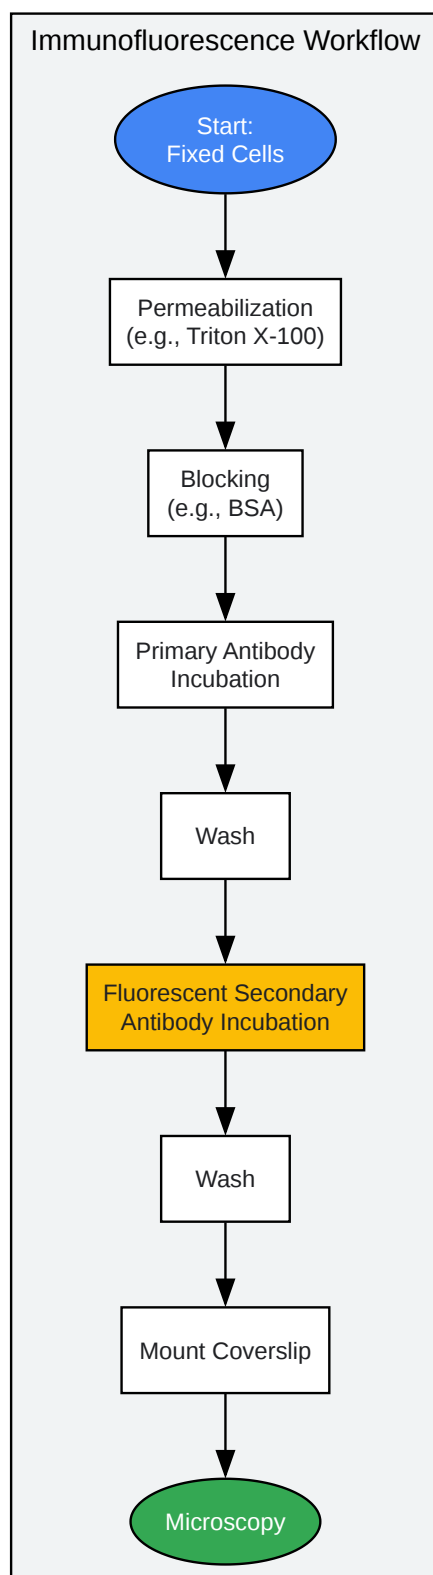 Immunofluorescence Workflow
Start:
Fixed Cells
Permeabilization
(e.g., Triton X-100)
Blocking
(e.g., BSA)
Primary Antibody
Incubation
Wash
Fluorescent Secondary
Antibody Incubation
Wash
Mount Coverslip
Microscopy